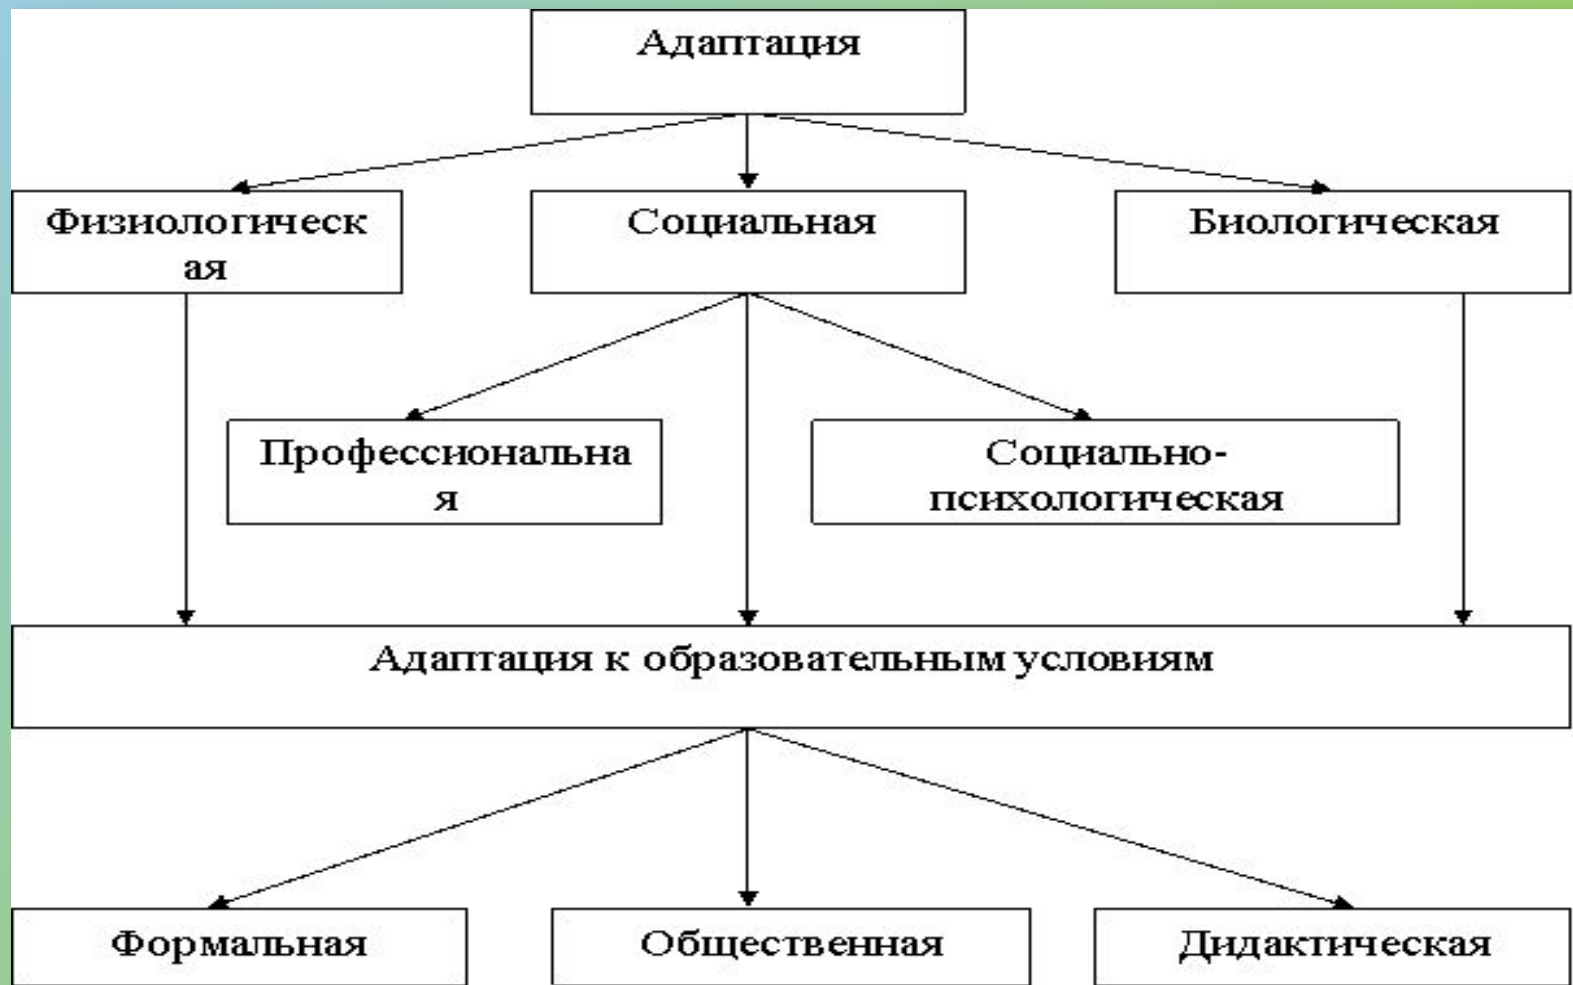 Адаптация
Физиологическ
ая
Социальная
Биологическая
Профессиональна
я
Социально-
психологическая
Адаптация к образовательным условиям
Формальная
Общественная
Дидактическая